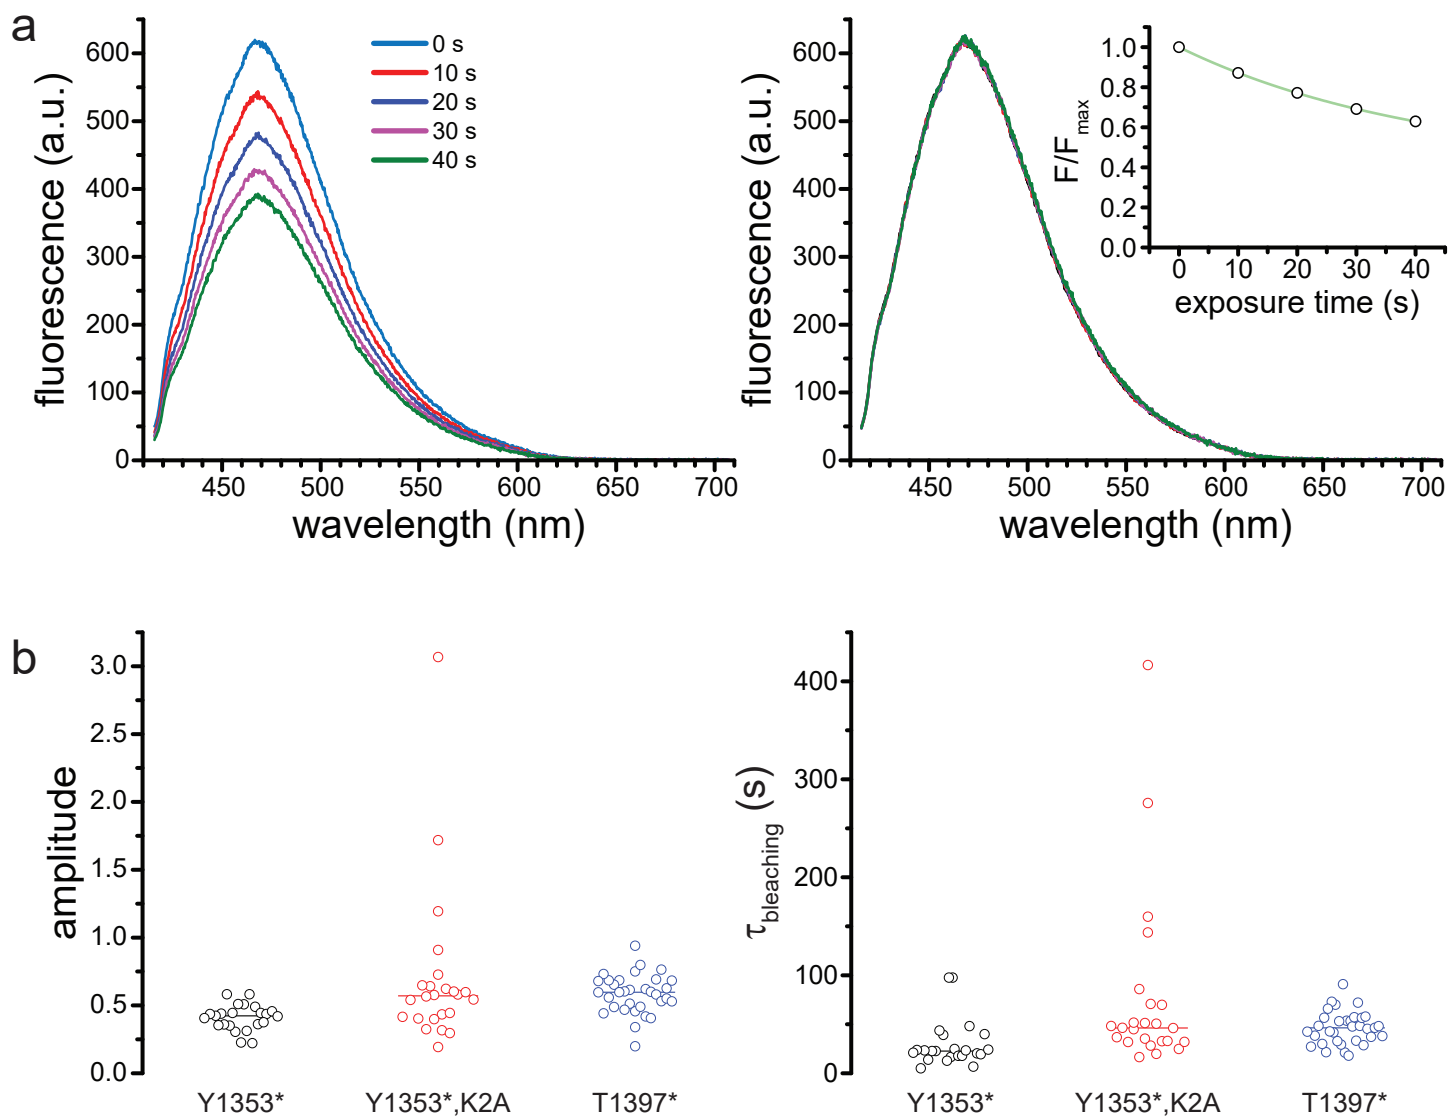 a
fluorescence (a.u.)
600
500
400
300
200
100
0
450
500
550
600
650
700
wavelength (nm)
0 s
10 s
20 s
30 s
40 s
fluorescence (a.u.)
600
500
400
300
200
100
0
450
500
550
600
650
700
wavelength (nm)
F/Fmax
1.0
0.8
0.6
0.4
0.2
0.0
0
10
20
30
40
exposure time (s)
b
amplitude
3.0
2.5
2.0
1.5
1.0
0.5
0.0
Y1353*
Y1353*,K2A
T1397*
τbleaching (s)
400
300
200
100
0
Y1353*
Y1353*,K2A
T1397*